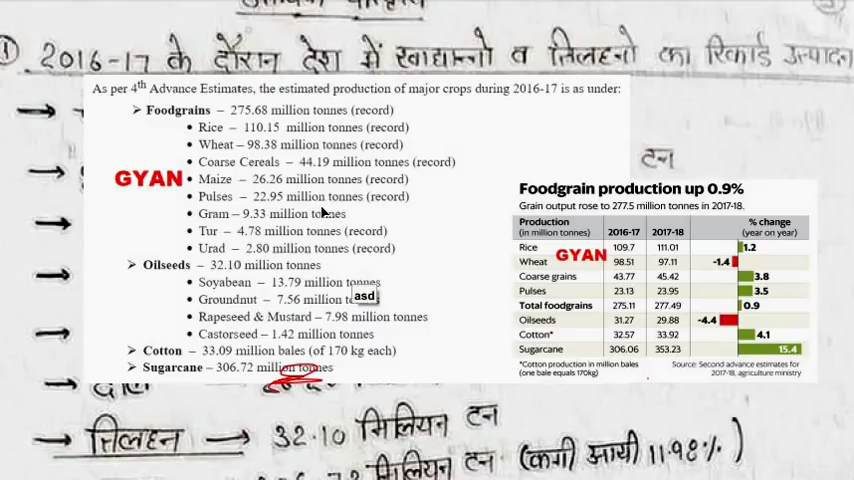 ① 2016-17 के दौरान देश में खाद्यान्नो व तिलहनो का रिकार्ड उत्पादन
As per 4th Advance Estimates, the estimated production of major crops during 2016-17 is as under:
➢ Foodgrains – 275.68 million tonnes (record)
• Rice – 110.15 million tonnes (record)
• Wheat – 98.38 million tonnes (record)
• Coarse Cereals – 44.19 million tonnes (record)
GYAN • Maize – 26.26 million tonnes (record)
• Pulses – 22.95 million tonnes (record)
• Gram – 9.33 million tonnes
• Tur – 4.78 million tonnes (record)
• Urad – 2.80 million tonnes (record)
➢ Oilseeds – 32.10 million tonnes
• Soyabean – 13.79 million tonnes
• Groundnut – 7.56 million
asd
• Rapeseed & Mustard – 7.98 million tonnes
• Castorseed – 1.42 million tonnes
➢ Cotton – 33.09 million bales (of 170 kg each)
➢ Sugarcane – 306.72 million tonnes
टन
Foodgrain production up 0.9%
Grain output rose to 277.5 million tonnes in 2017-18.
Production (in million tonnes) 2016-17 2017-18 % change (year on year)
Rice 109.7 111.01 1.2
GYAN
Wheat 98.51 97.11 -1.4
Coarse grains 43.77 45.42 3.8
Pulses 23.13 23.95 3.5
Total foodgrains 275.11 277.49 0.9
Oilseeds 31.27 29.88 -4.4
Cotton* 32.57 33.92 4.1
Sugarcane 306.06 353.23 15.4
*Cotton production in million bales (one bale equals 170kg)
Source: Second advance estimates for 2017-18, agriculture ministry
→ तिलहन → 32.10 मिलियन टन
मिलियन टन (कमी आयी 11.98%)